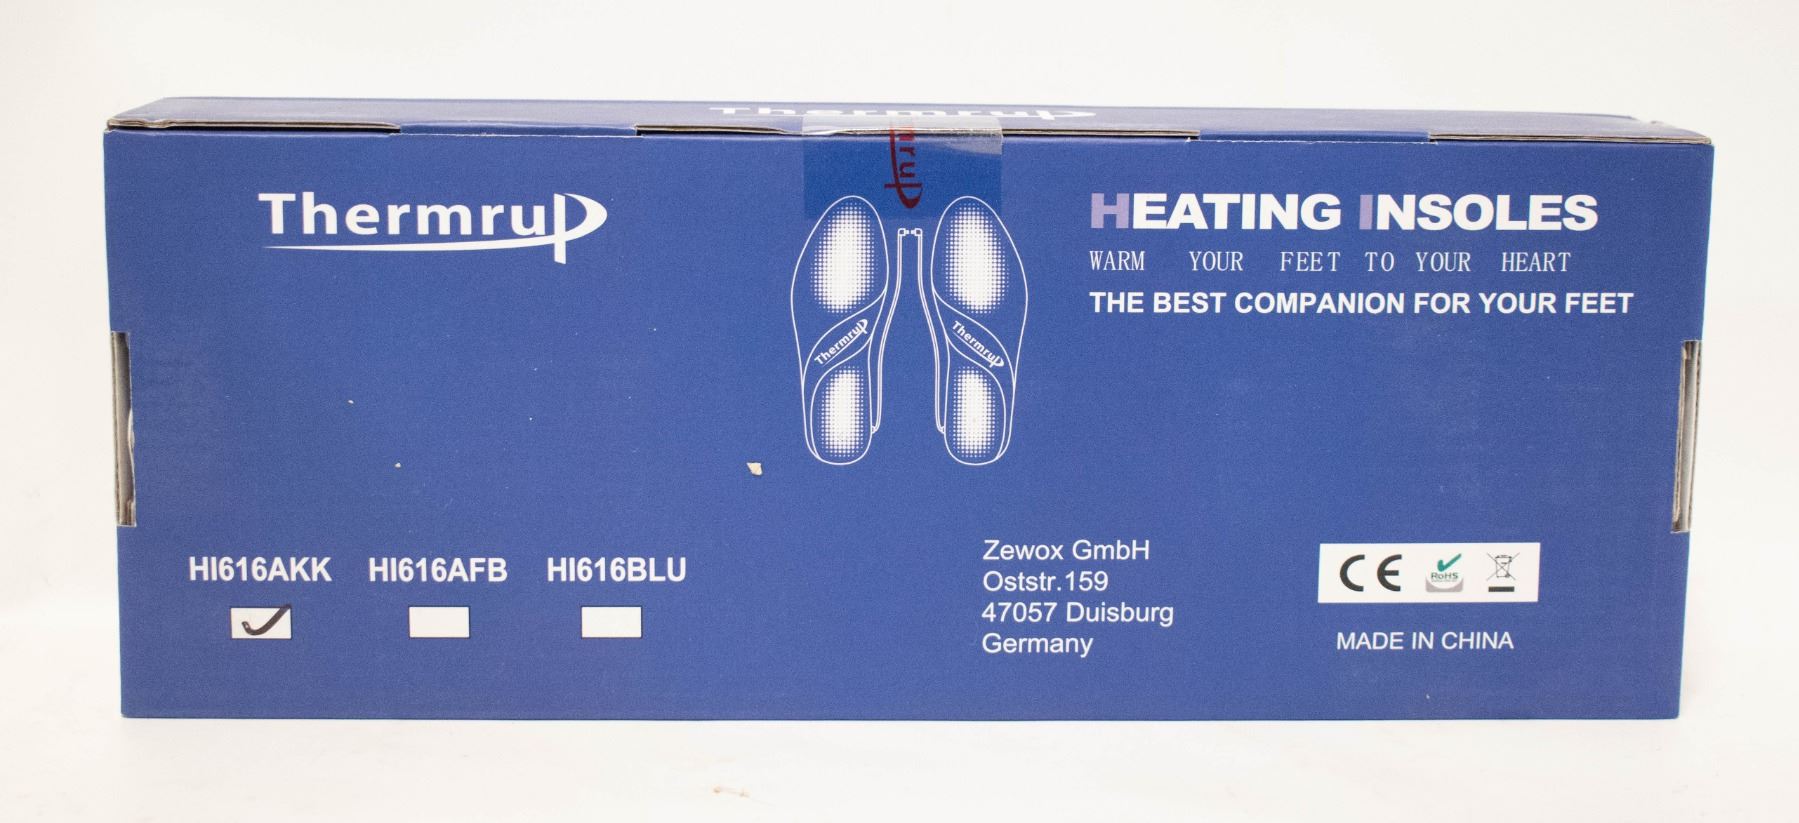 Thermrup
Thermrup
HEATING INSOLES
WARM YOUR FEET TO YOUR HEART
THE BEST COMPANION FOR YOUR FEET
Thermrup
Thermrup
HI616AKK
HI616AFB
HI616BLU
Zewox GmbH
Oststr.159
47057 Duisburg
Germany
CE
RoHS
MADE IN CHINA